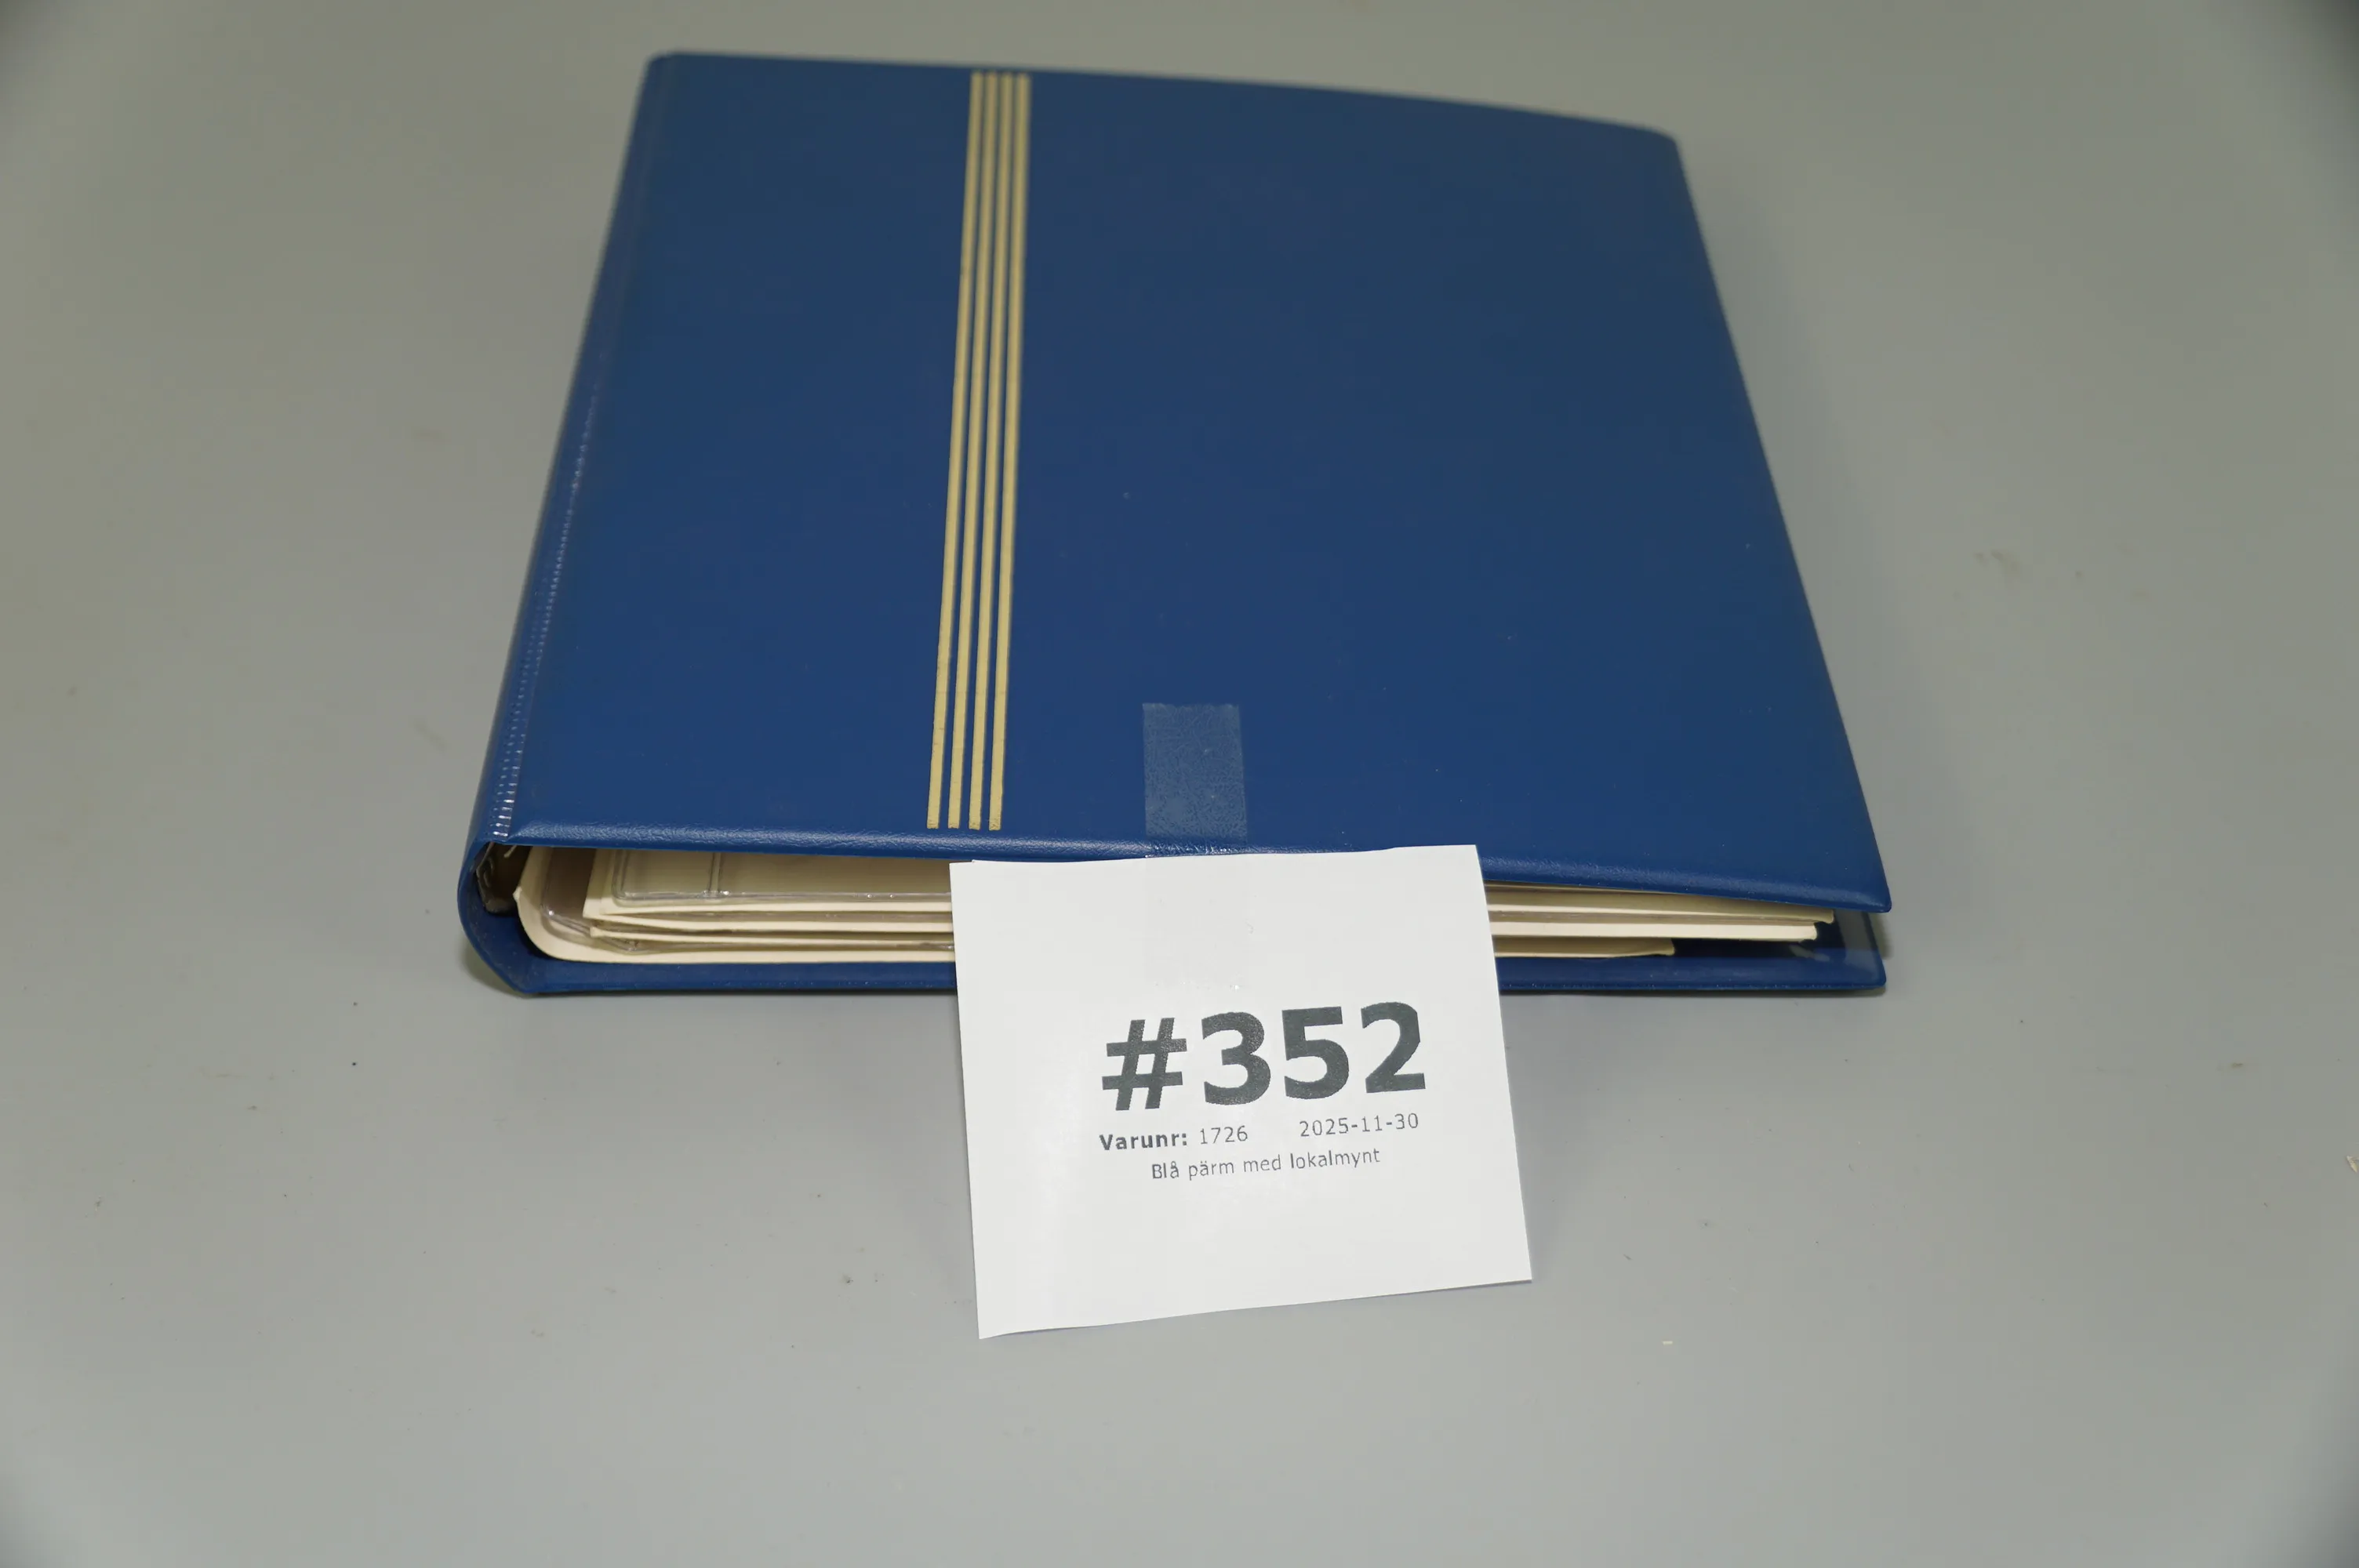 #352
Varunr: 1726 2025-11-30
Blå pärm med lokalmynt